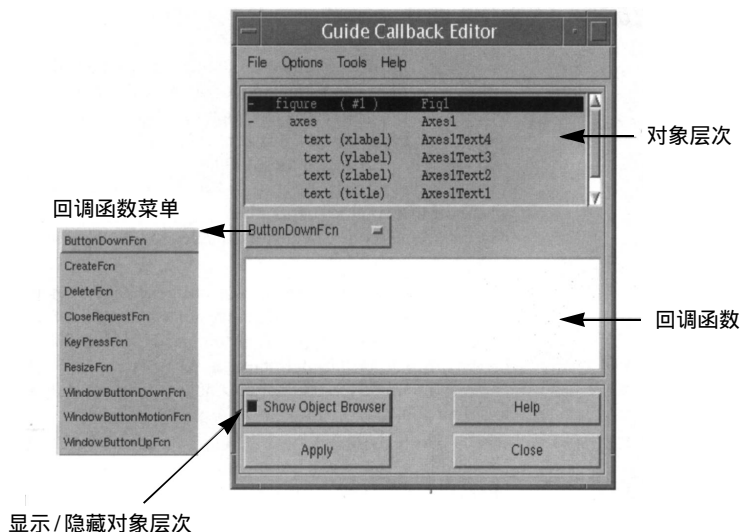 Guide Callback Editor
File Options Tools Help
- figure ( #1 ) Fig1
- axes Axes1
text (xlabel) Axes1Text4
text (ylabel) Axes1Text3
text (zlabel) Axes1Text2
text (title) Axes1Text1
对象层次
回调函数菜单
ButtonDownFcn
ButtonDownFcn
CreateFcn
DeleteFcn
CloseRequestFcn
KeyPressFcn
ResizeFcn
WindowButtonDownFcn
WindowButtonMotionFcn
WindowButtonUpFcn
回调函数
Show Object Browser
Help
Apply
Close
显示/隐藏对象层次